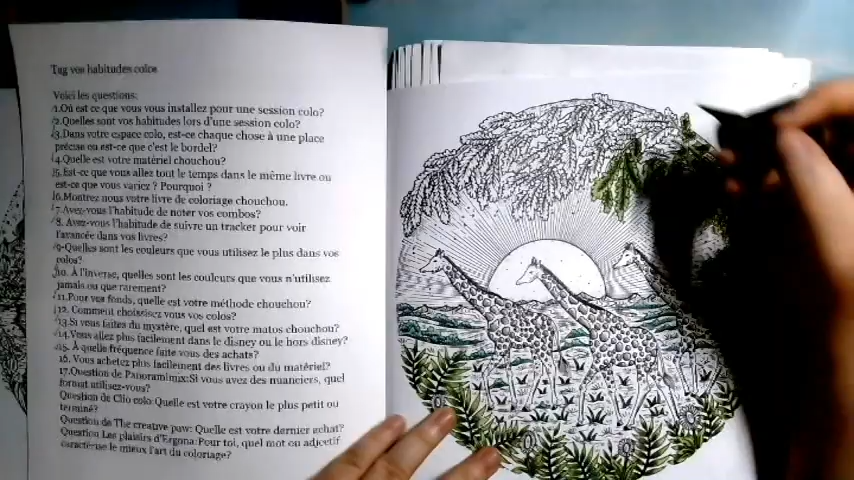 Tag vos habitudes colos
Voici les questions:
1.Où est ce que vous vous installez pour une session colo?
2.Quelles sont vos habitudes lors d'une session colo?
3.Dans votre espace colo, est-ce chaque chose à une place
précise ou est-ce que c'est le bordel?
4.Quelle est votre matériel chouchou?
5.Est-ce que vous allez tout le temps dans le même livre ou
est-ce que vous variez ? Pourquoi ?
6.Montrez nous votre livre de coloriage chouchou.
7.Avez-vous l'habitude de noter vos combos?
8. Avez-vous l'habitude de suivre un tracker pour voir
l'avancée dans vos livres?
9-Quelles sont les couleurs que vous utilisez le plus dans vos
colos?
10. À l'inverse, quelles sont les couleurs que vous n'utilisez
jamais ou que rarement?
11.Pour vos fonds, quelle est votre méthode chouchou?
12. Comment choisissez vous vos colos?
13.Si vous faites du mystère, quel est votre matos chouchou?
14.Vous allez plus facilement dans le disney ou le hors disney?
15. À quelle fréquence faite vous des achats?
16. Vous achetez plus facilement des livres ou du matériel?
17.Question de Panoramimx:Si vous avez des nuanciers, quel
format utilisez-vous?
Question de Clio colo: Quelle est votre crayon le plus petit ou
terminé?
Question de The creative paw: Quelle est votre dernier achat?
Question Les plaisirs d'Ergana:Pour toi, quel mot ou adjectif
caractérise le mieux l'art du coloriage?